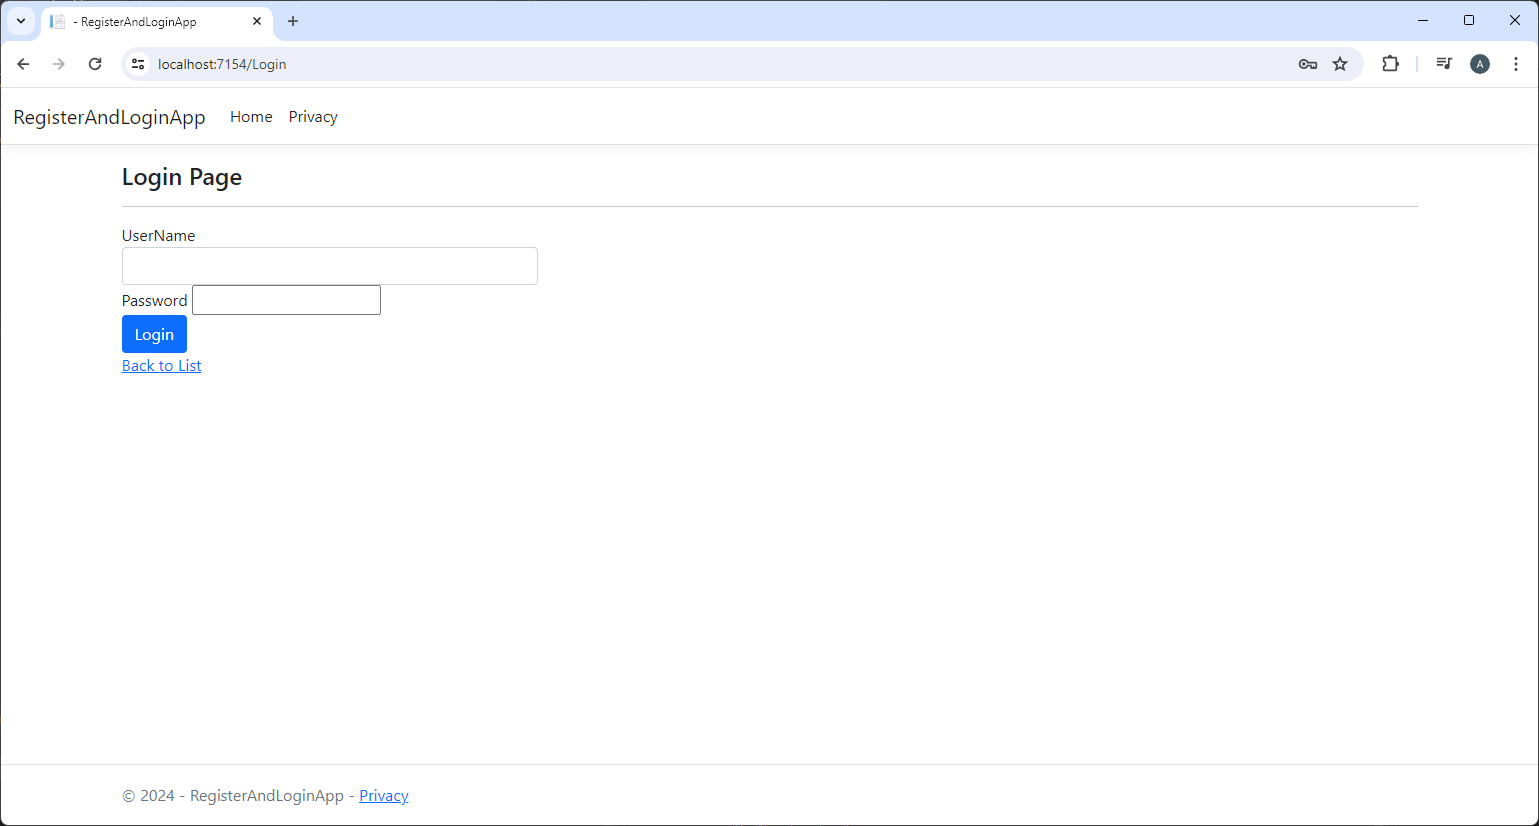 - RegisterAndLoginApp
localhost:7154/Login
A
RegisterAndLoginApp Home Privacy
Login Page
UserName
Password
Login
Back to List
© 2024 - RegisterAndLoginApp - Privacy